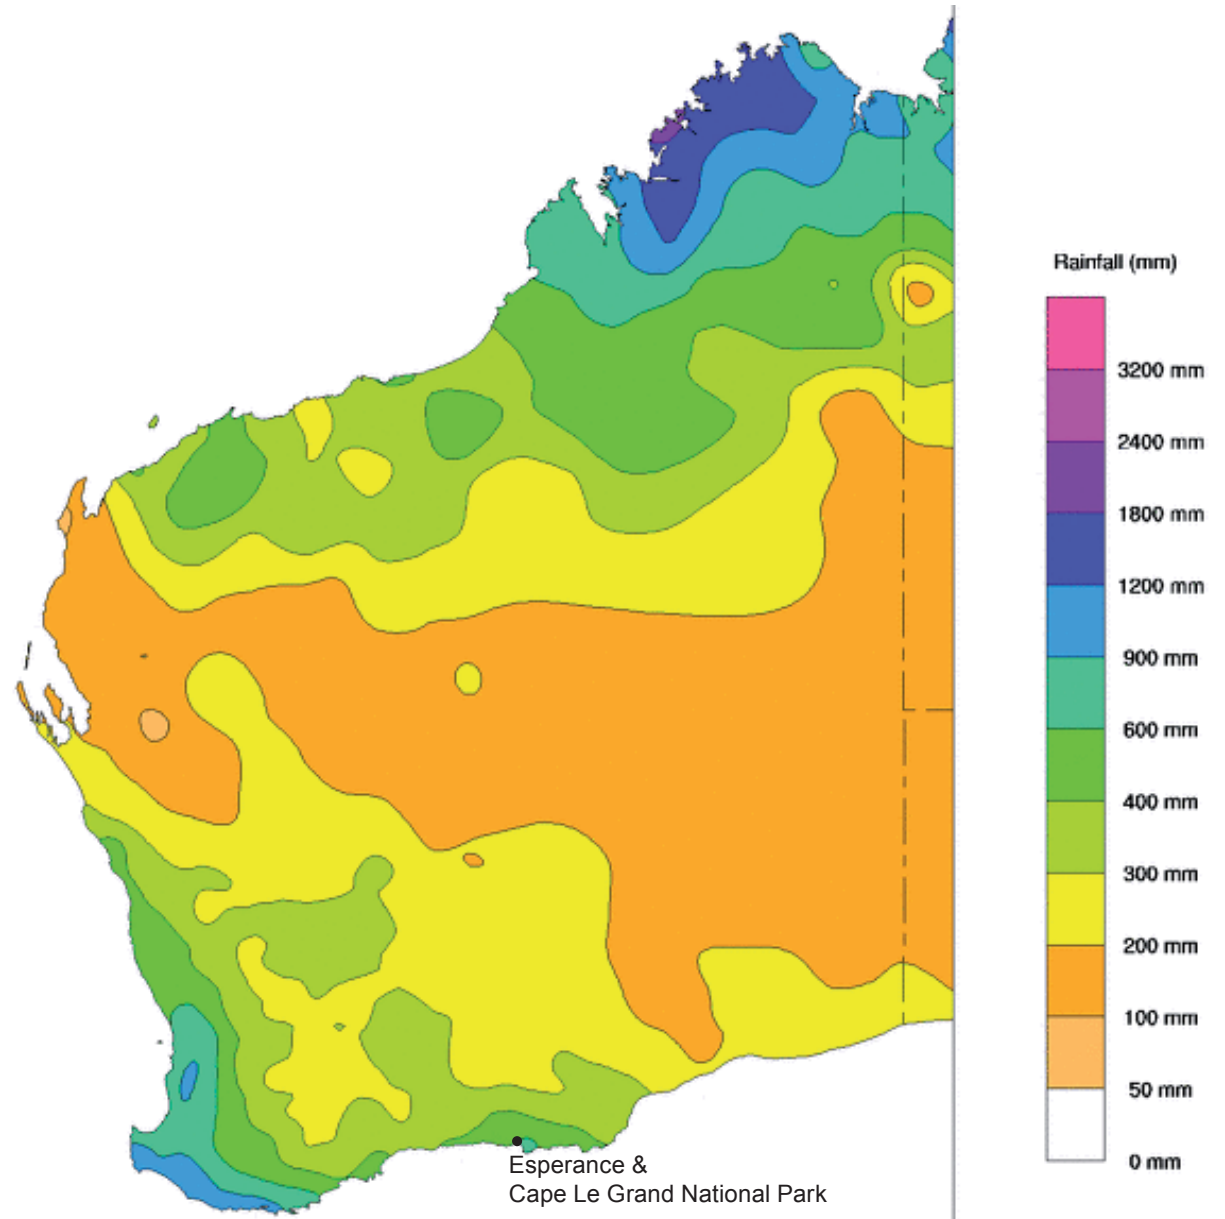 Rainfall (mm)
3200 mm
2400 mm
1800 mm
1200 mm
900 mm
600 mm
400 mm
300 mm
200 mm
100 mm
50 mm
0 mm
Esperance &
Cape Le Grand National Park